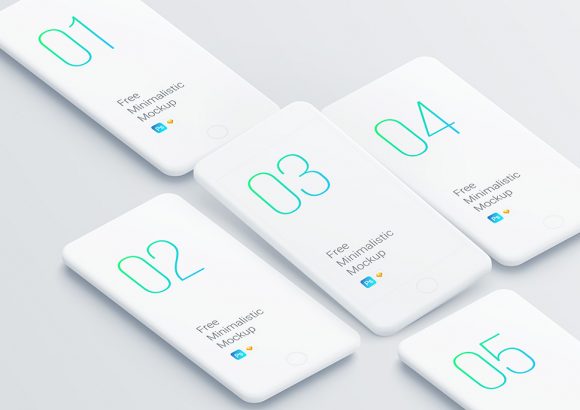 01
Free
Minimalistic
Mockup
Ps
02
Free
Minimalistic
Mockup
Ps
03
Free
Minimalistic
Mockup
Ps
04
Free
Minimalistic
Mockup
Ps
05